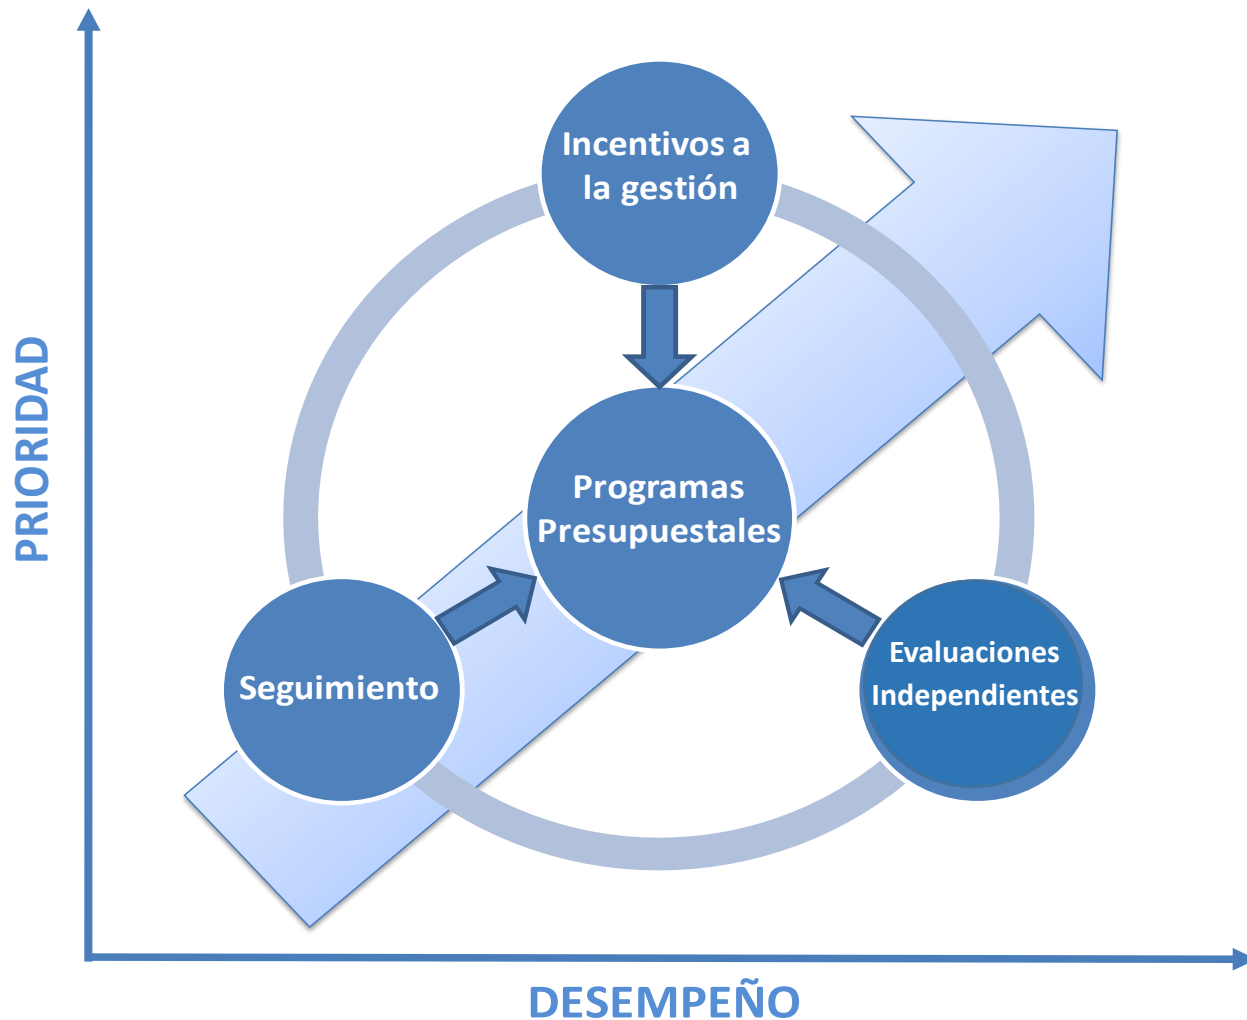 Incentivos a
la gestión
PRIORIDAD
Programas
Presupuestales
Seguimiento
Evaluaciones
Independientes
DESEMPEÑO